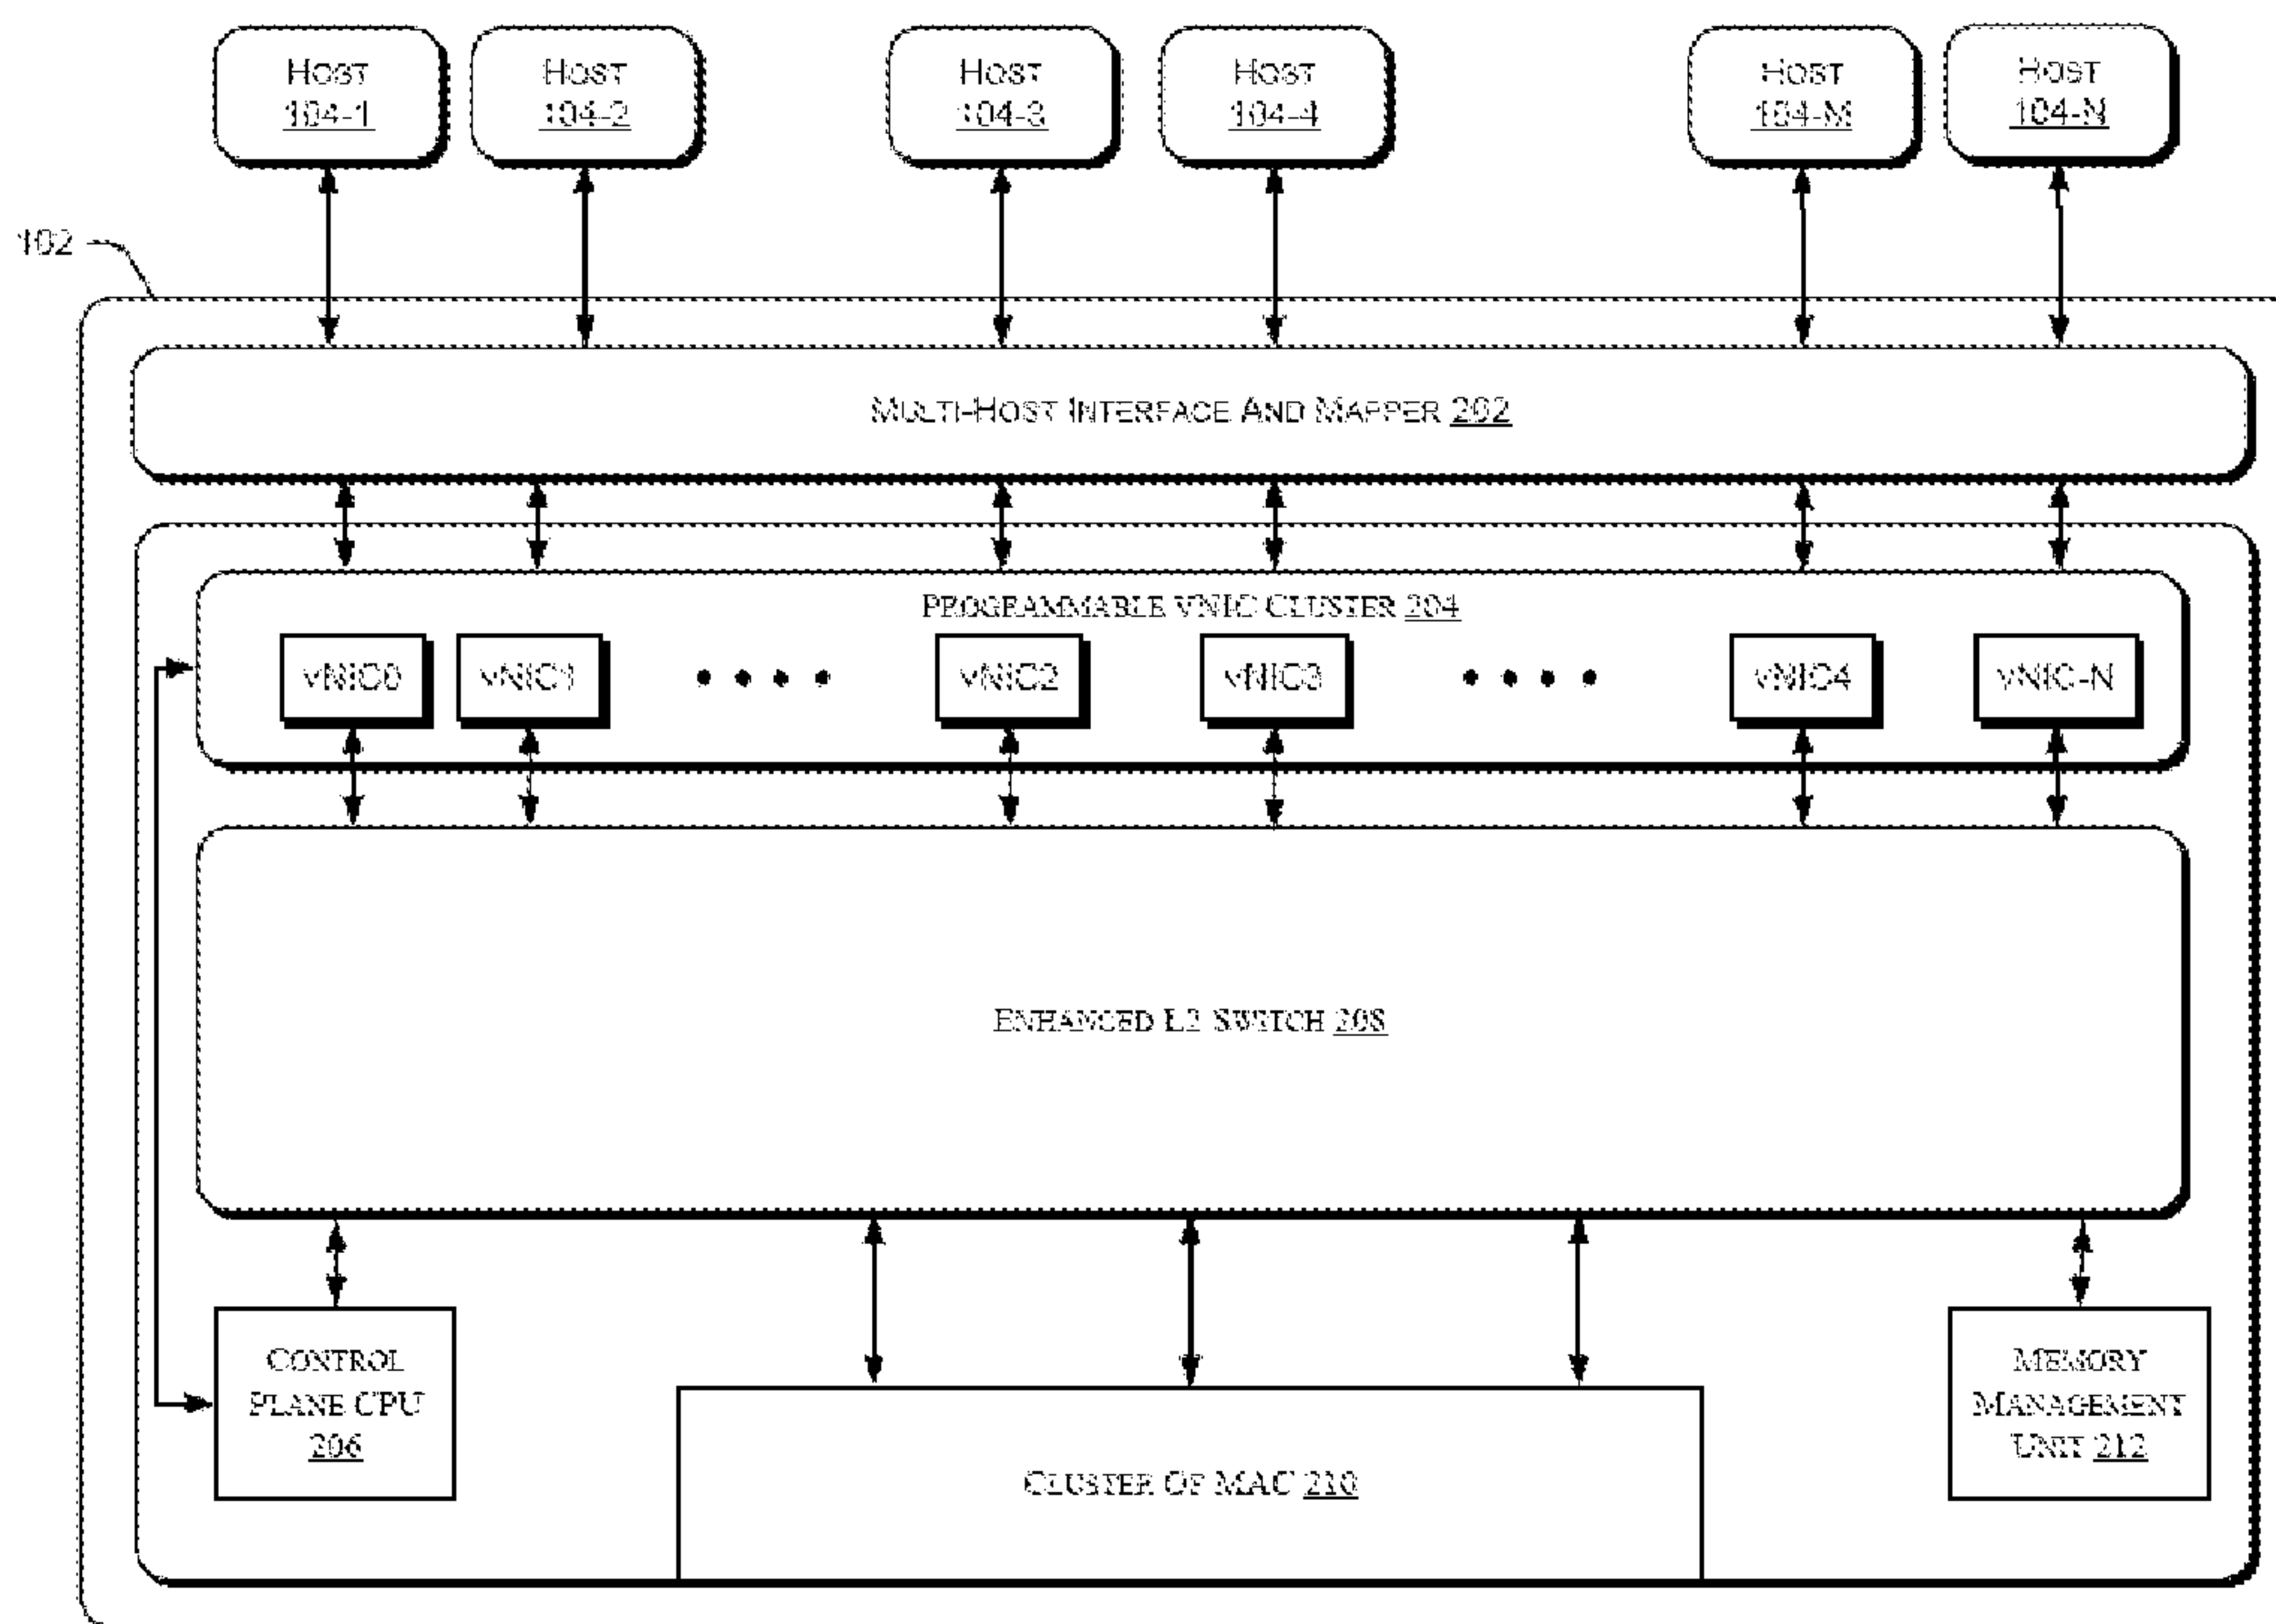 HOST HOST HOST HOST HOST HOST
104-1 104-2 104-3 104-4 104-M 104-N
102
MULTI-HOST INTERFACE AND MAPPER 202
PROGRAMMABLE VNIC CLUSTER 204
vNIC0 vNIC1 vNIC2 vNIC3 vNIC4 vNIC-N
ENHANCED L2 SWITCH 208
CONTROL
PLANE CPU
206
CLUSTER OF MAC 210
MEMORY
MANAGEMENT
UNIT 212